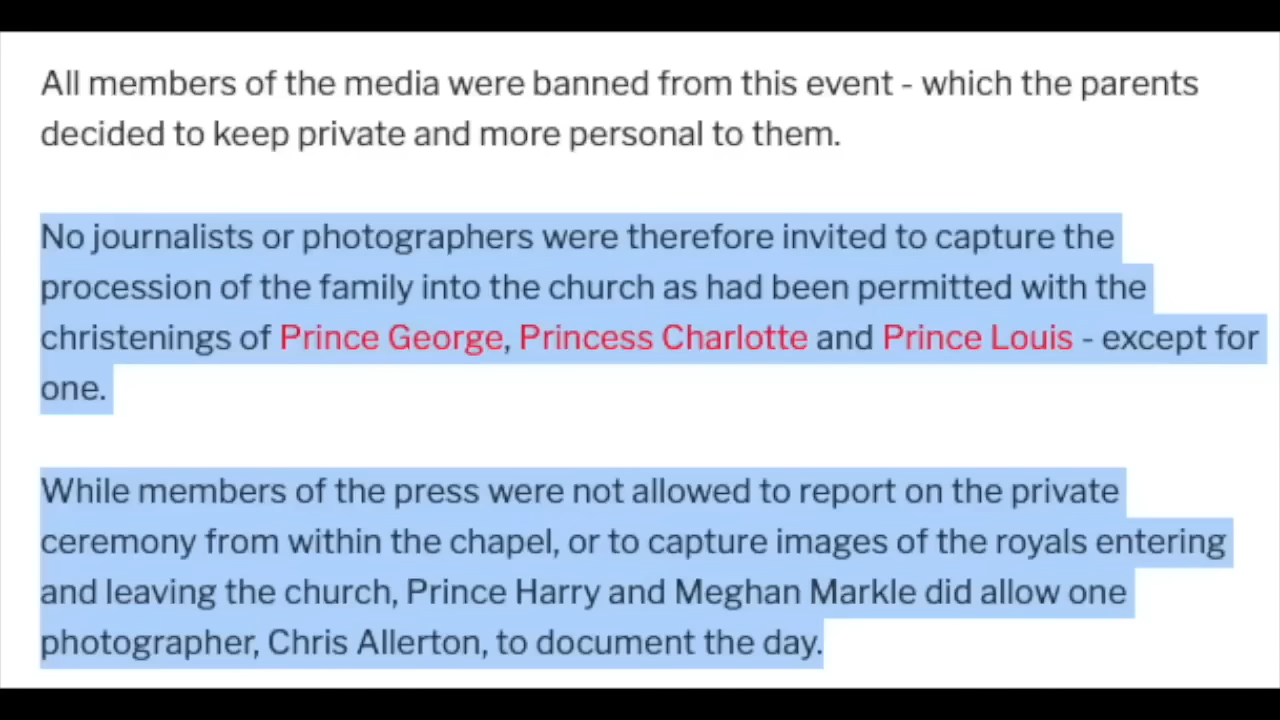 All members of the media were banned from this event - which the parents
decided to keep private and more personal to them.
No journalists or photographers were therefore invited to capture the
procession of the family into the church as had been permitted with the
christenings of Prince George, Princess Charlotte and Prince Louis - except for
one.
While members of the press were not allowed to report on the private
ceremony from within the chapel, or to capture images of the royals entering
and leaving the church, Prince Harry and Meghan Markle did allow one
photographer, Chris Allerton, to document the day.